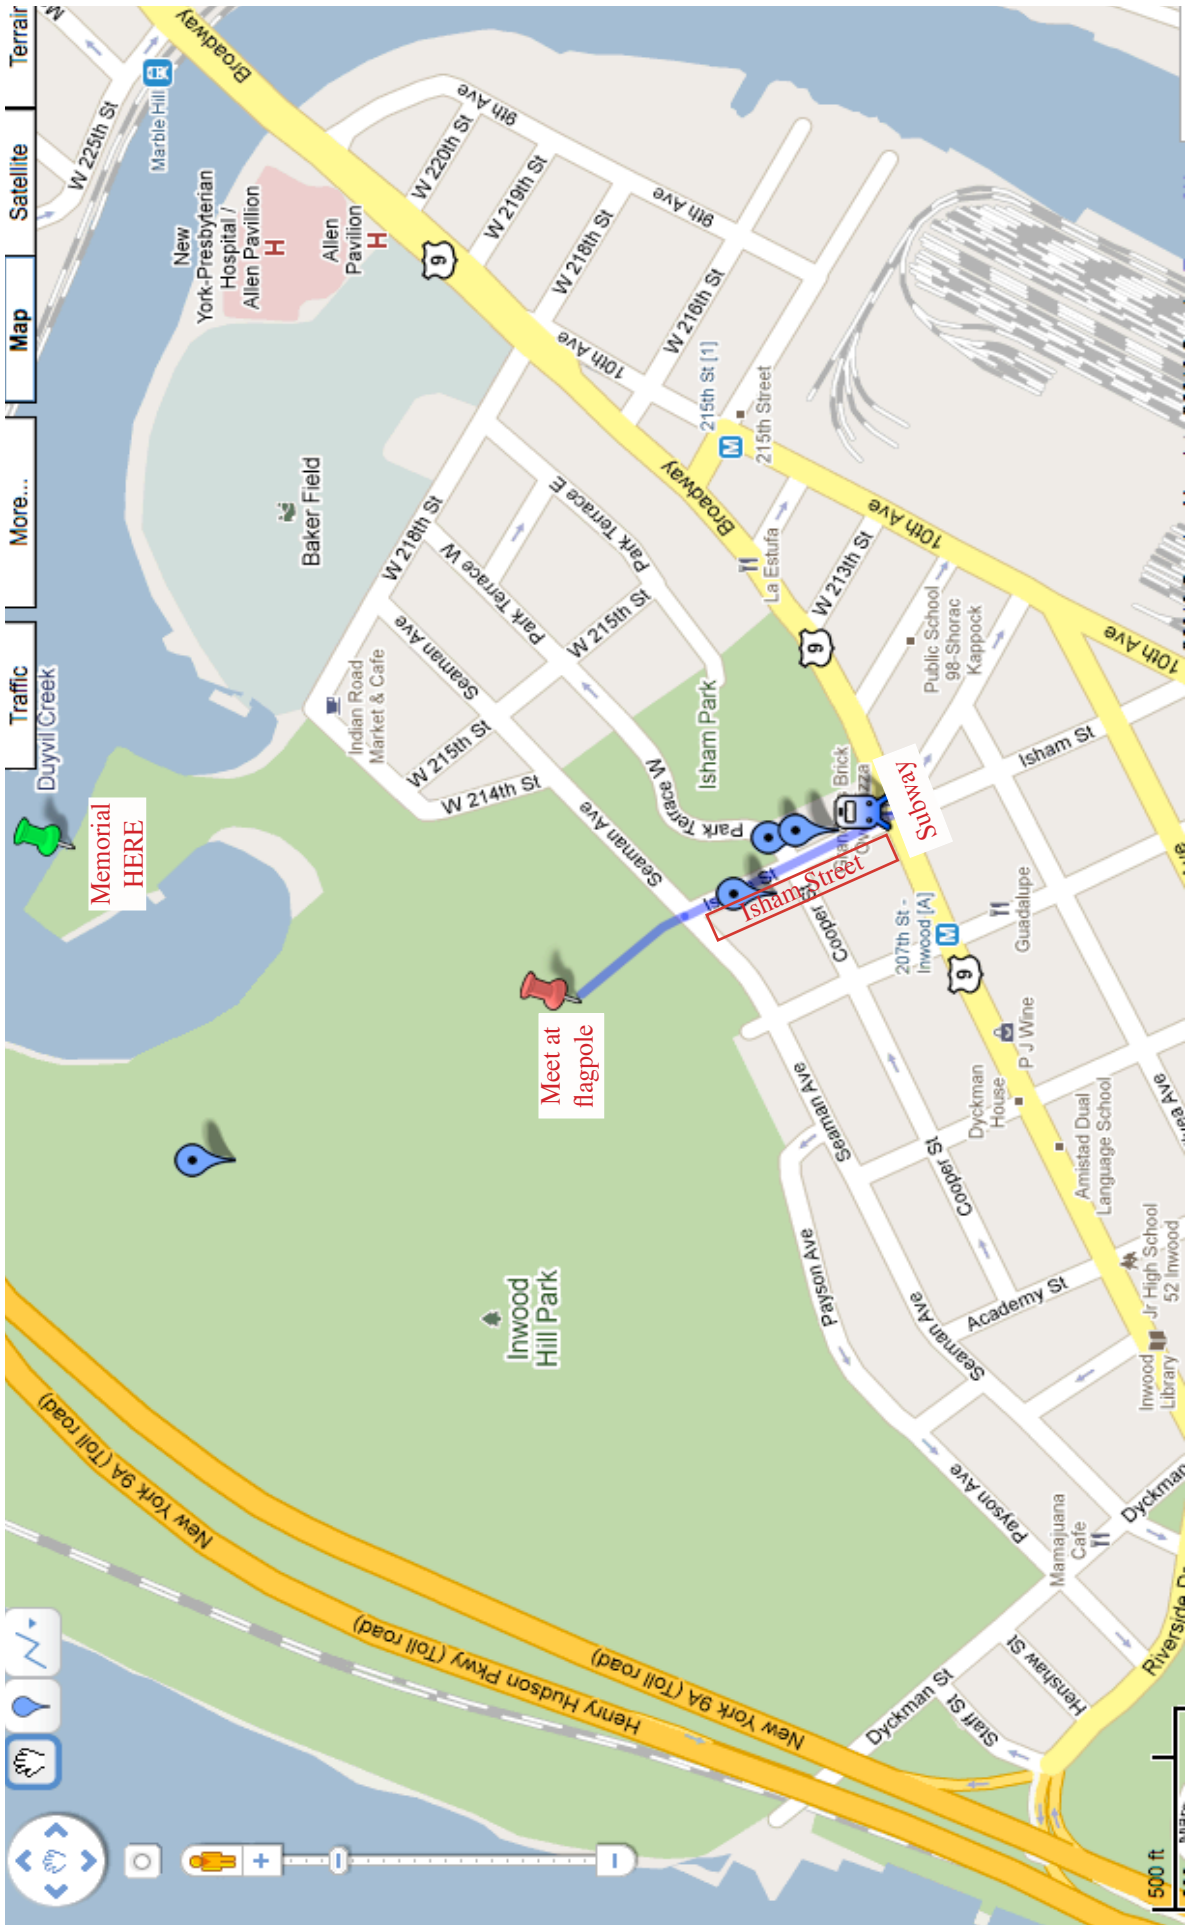 Traffic
More...
Map
Satellite
Terrain
Duyvil Creek
Memorial
HERE
Meet at
flagpole
Isham Street
Subway
Marble Hill
W 225th St
Broadway
New
York-Presbyterian
Hospital /
Allen Pavillion
H
Allen
Pavilion
H
9
Baker Field
9th Ave
W 220th St
W 219th St
W 218th St
9th Ave
W 216th St
10th Ave
215th St [1]
M
215th Street
W 218th St
Park Terrace W
Park Terrace E
Seaman Ave
W 215th St
Indian Road
Market & Cafe
W 215th St
W 214th St
Isham Park
Park Terrace W
Broadway
La Estufa
W 213th St
10th Ave
9
Public School
98-Shorac
Kappock
10th Ave
Isham St
Seaman Ave
Brick
Cooper St
207th St -
Inwood [A]
M
9
Guadalupe
P J Wine
Dyckman
House
Amistad Dual
Language School
Seaman Ave
Cooper St
Payson Ave
Academy St
Seaman Ave
Jr High School
52 Inwood
Inwood
Library
Inwood
Hill Park
Payson Ave
Mamajuana
Cafe
Dyckman
Riverside Dr
Dyckman St
Staff St
Henshaw St
New York 9A (Toll road)
Henry Hudson Pkwy (Toll road)
New York 9A (Toll road)
500 ft